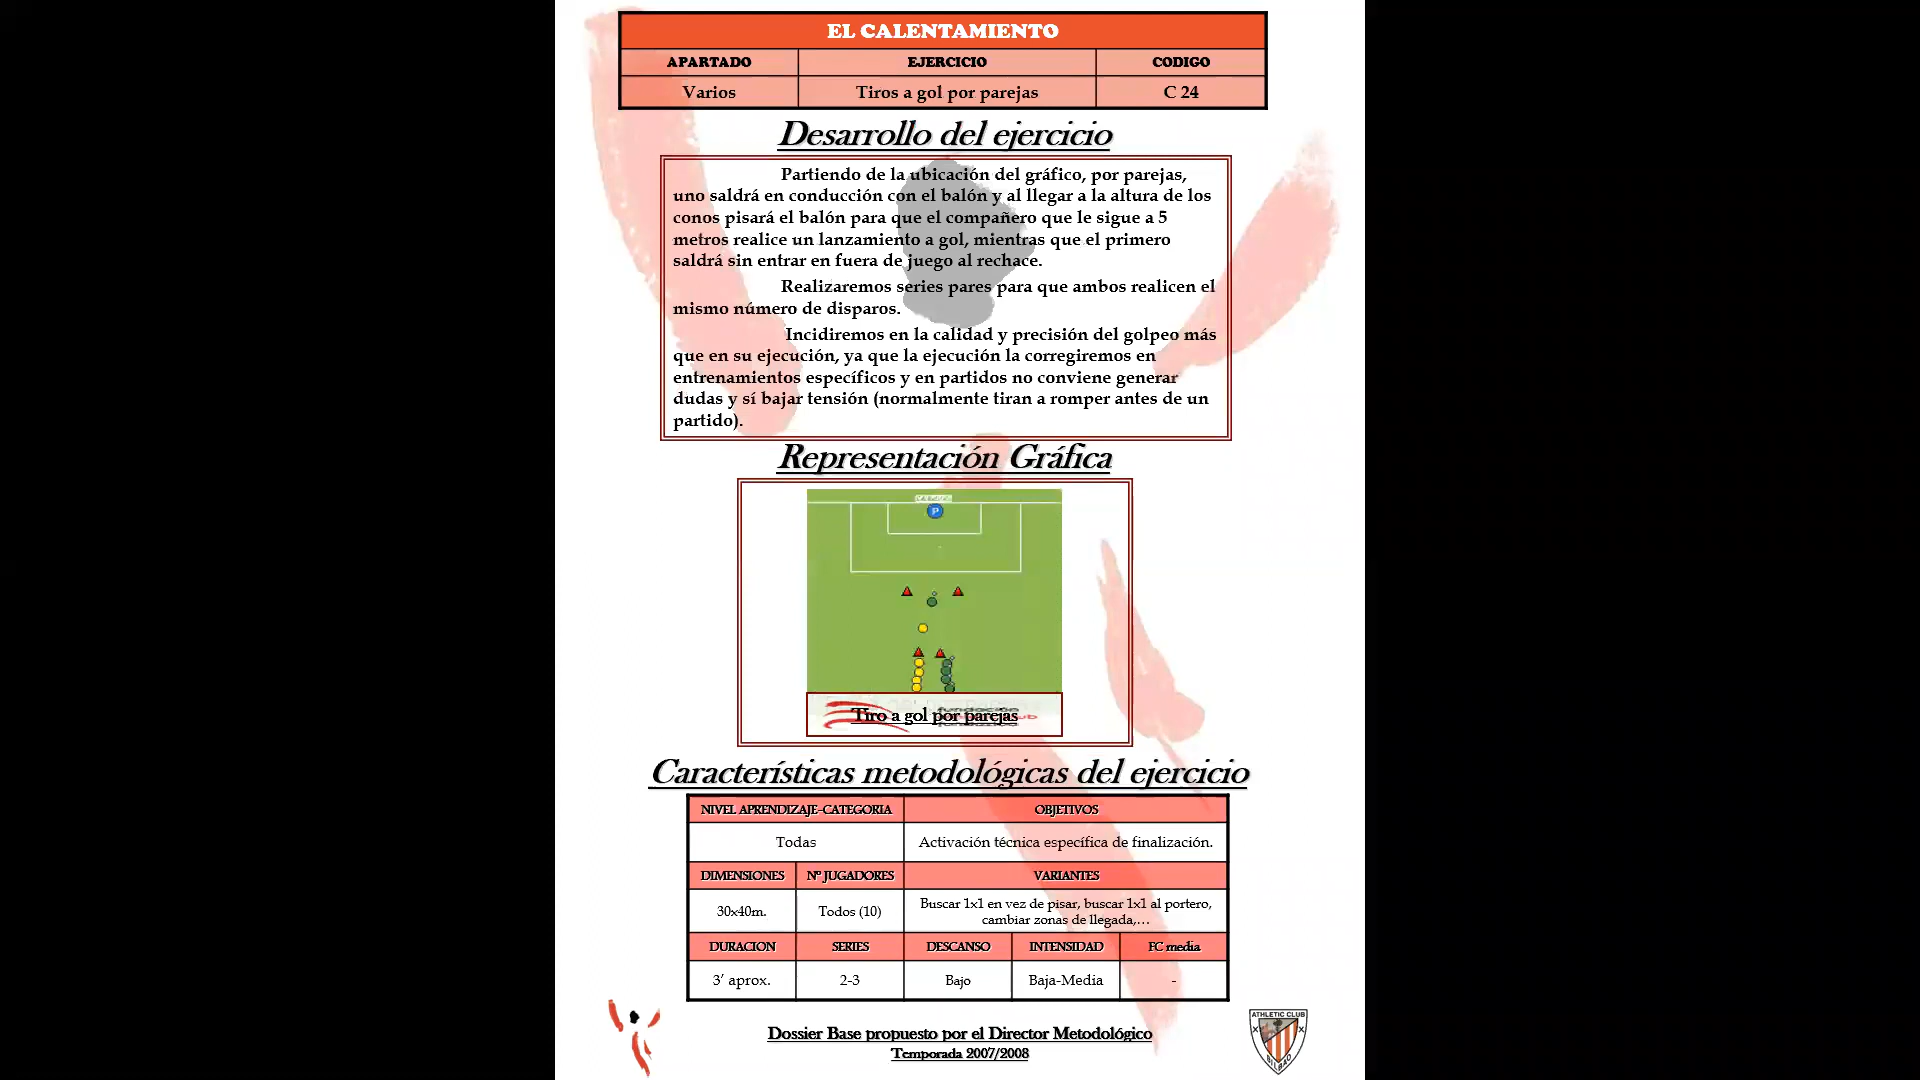 EL CALENTAMIENTO
APARTADO EJERCICIO CODIGO
Varios Tiros a gol por parejas C 24
Desarrollo del ejercicio
Partiendo de la ubicación del gráfico, por parejas,
uno saldrá en conducción con el balón y al llegar a la altura de los
conos pisará el balón para que el compañero que le sigue a 5
metros realice un lanzamiento a gol, mientras que el primero
saldrá sin entrar en fuera de juego al rechace.
Realizaremos series pares para que ambos realicen el
mismo número de disparos.
Incidiremos en la calidad y precisión del golpeo más
que en su ejecución, ya que la ejecución la corregiremos en
entrenamientos específicos y en partidos no conviene generar
dudas y sí bajar tensión (normalmente tiran a romper antes de un
partido).
Representación Gráfica
P
Tiro a gol por parejas
Características metodológicas del ejercicio
NIVEL APRENDIZAJE-CATEGORIA OBJETIVOS
Todas Activación técnica específica de finalización.
DIMENSIONES Nº JUGADORES VARIANTES
30x40m. Todos (10) Buscar 1x1 en vez de pisar, buscar 1x1 al portero,
cambiar zonas de llegada,…
DURACION SERIES DESCANSO INTENSIDAD FC media
3’ aprox. 2-3 Bajo Baja-Media -
Dossier Base propuesto por el Director Metodológico
Temporada 2007/2008
ATHLETIC CLUB
BILBAO